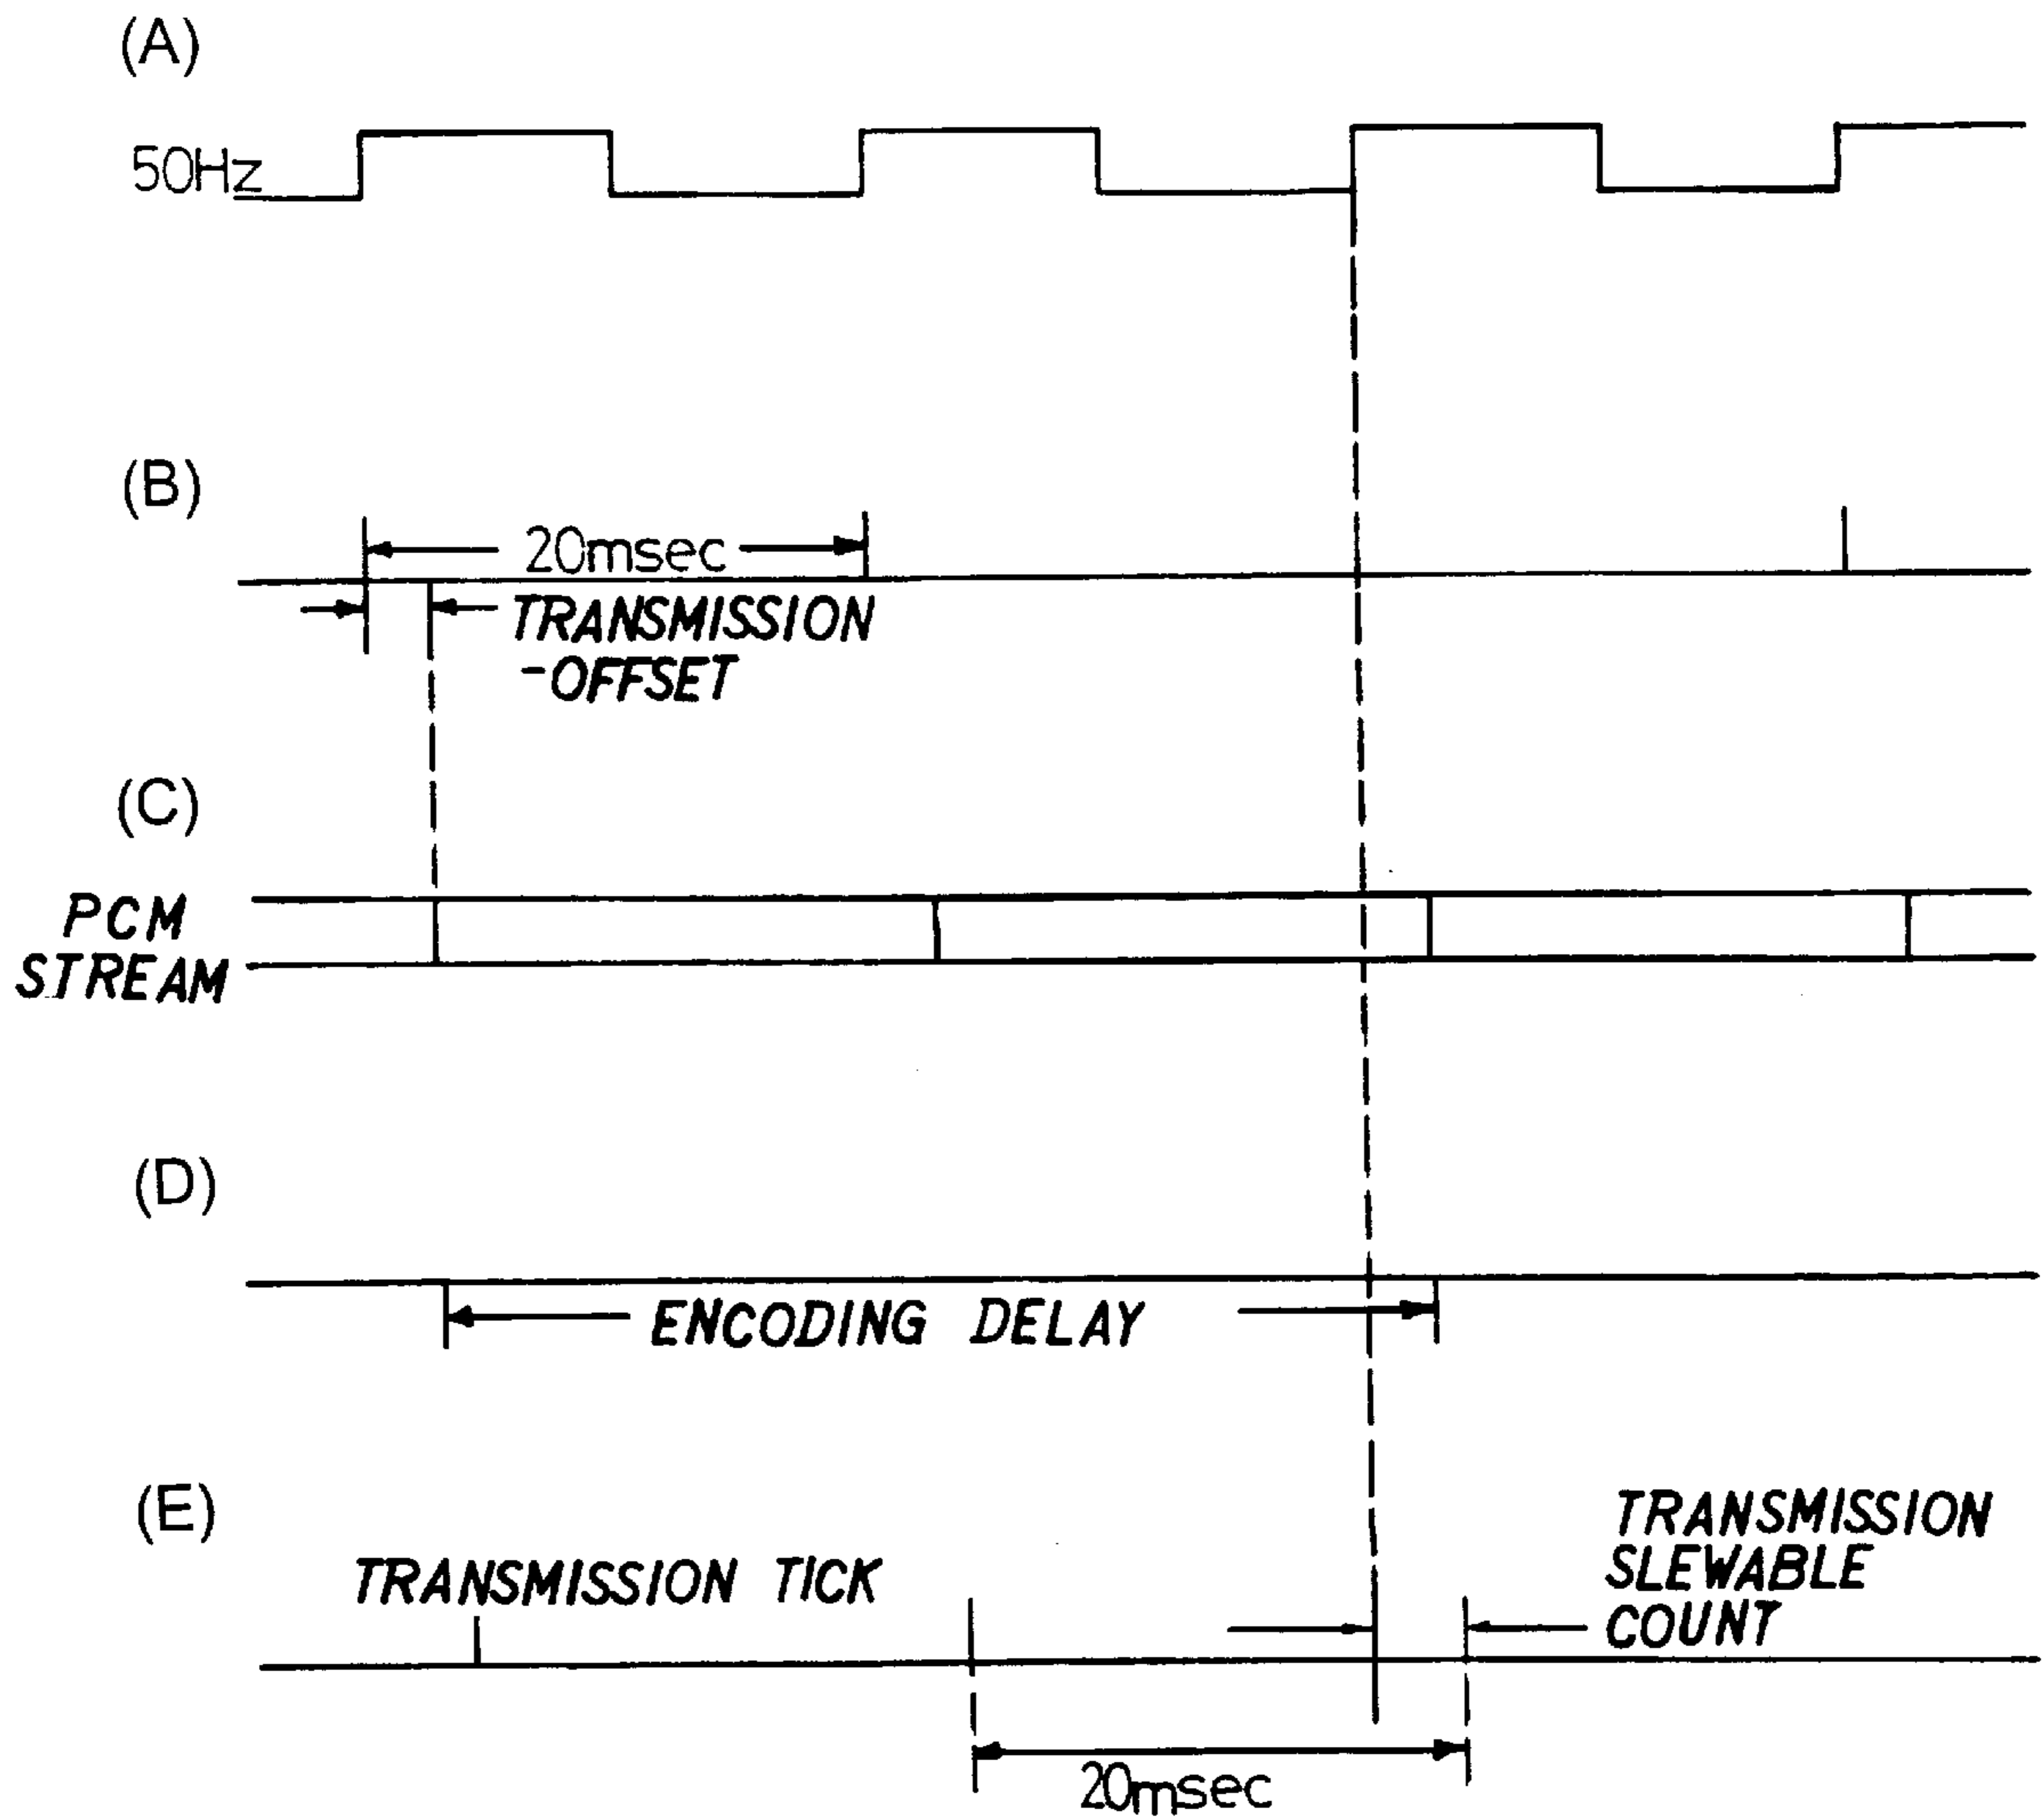 (A)
50Hz
(B)
20msec
TRANSMISSION
-OFFSET
(C)
PCM
STREAM
(D)
ENCODING DELAY
(E)
TRANSMISSION TICK
TRANSMISSION
SLEWABLE
COUNT
20msec